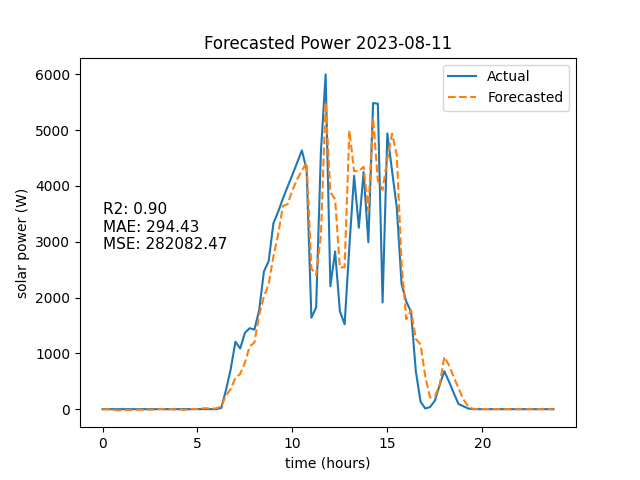 Forecasted Power 2023-08-11
Actual
Forecasted
6000
5000
4000
3000
2000
1000
0
solar power (W)
R2: 0.90
MAE: 294.43
MSE: 282082.47
0 5 10 15 20
time (hours)